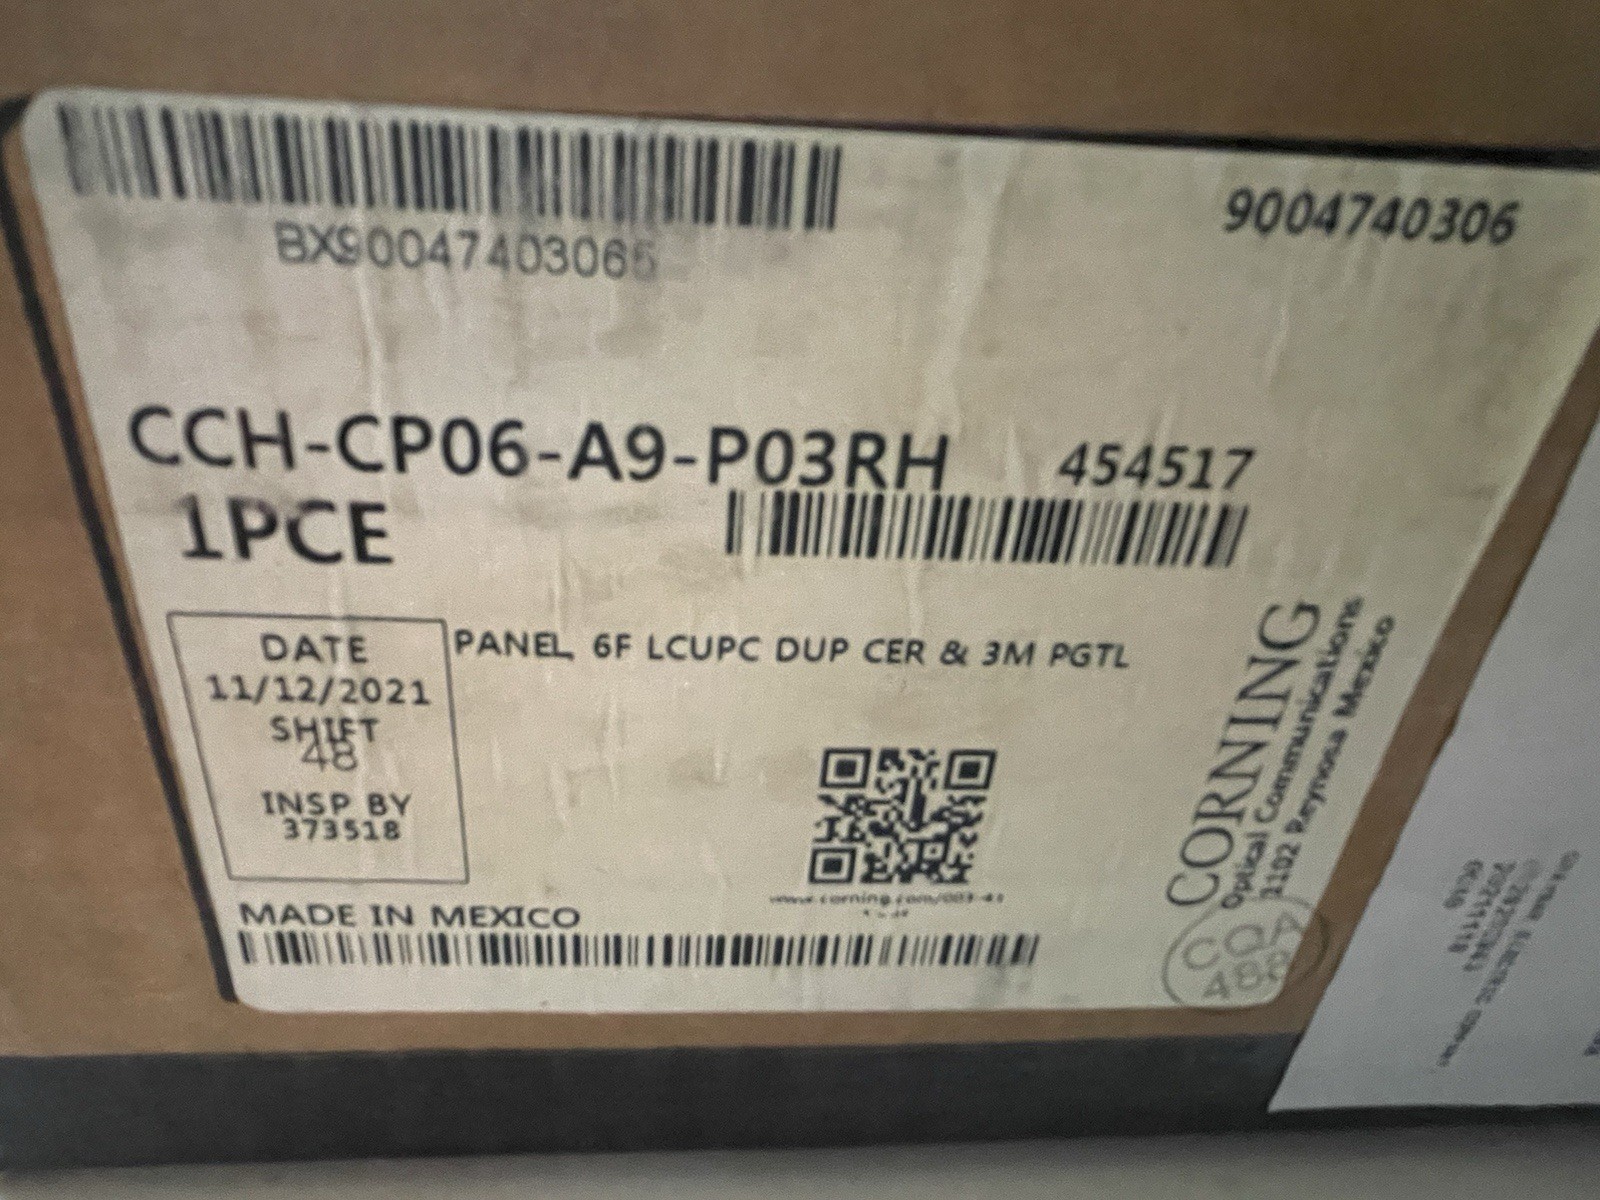 BX90047403065
9004740306
CCH-CP06-A9-P03RH 454517
1PCE
DATE
11/12/2021
SHIFT
48
INSP BY
373518
PANEL 6F LCUPC DUP CER & 3M PGTL
MADE IN MEXICO
CORNING
Optical Communications
1102 Reynosa Mexico
CQA
488